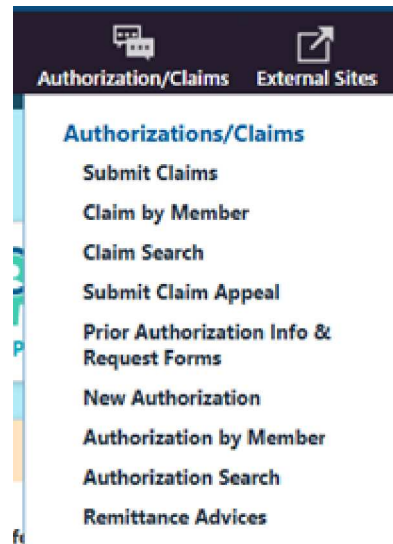 Authorization/Claims External Sites
Authorizations/Claims
Submit Claims
Claim by Member
Claim Search
Submit Claim Appeal
Prior Authorization Info &
Request Forms
New Authorization
Authorization by Member
Authorization Search
Remittance Advices